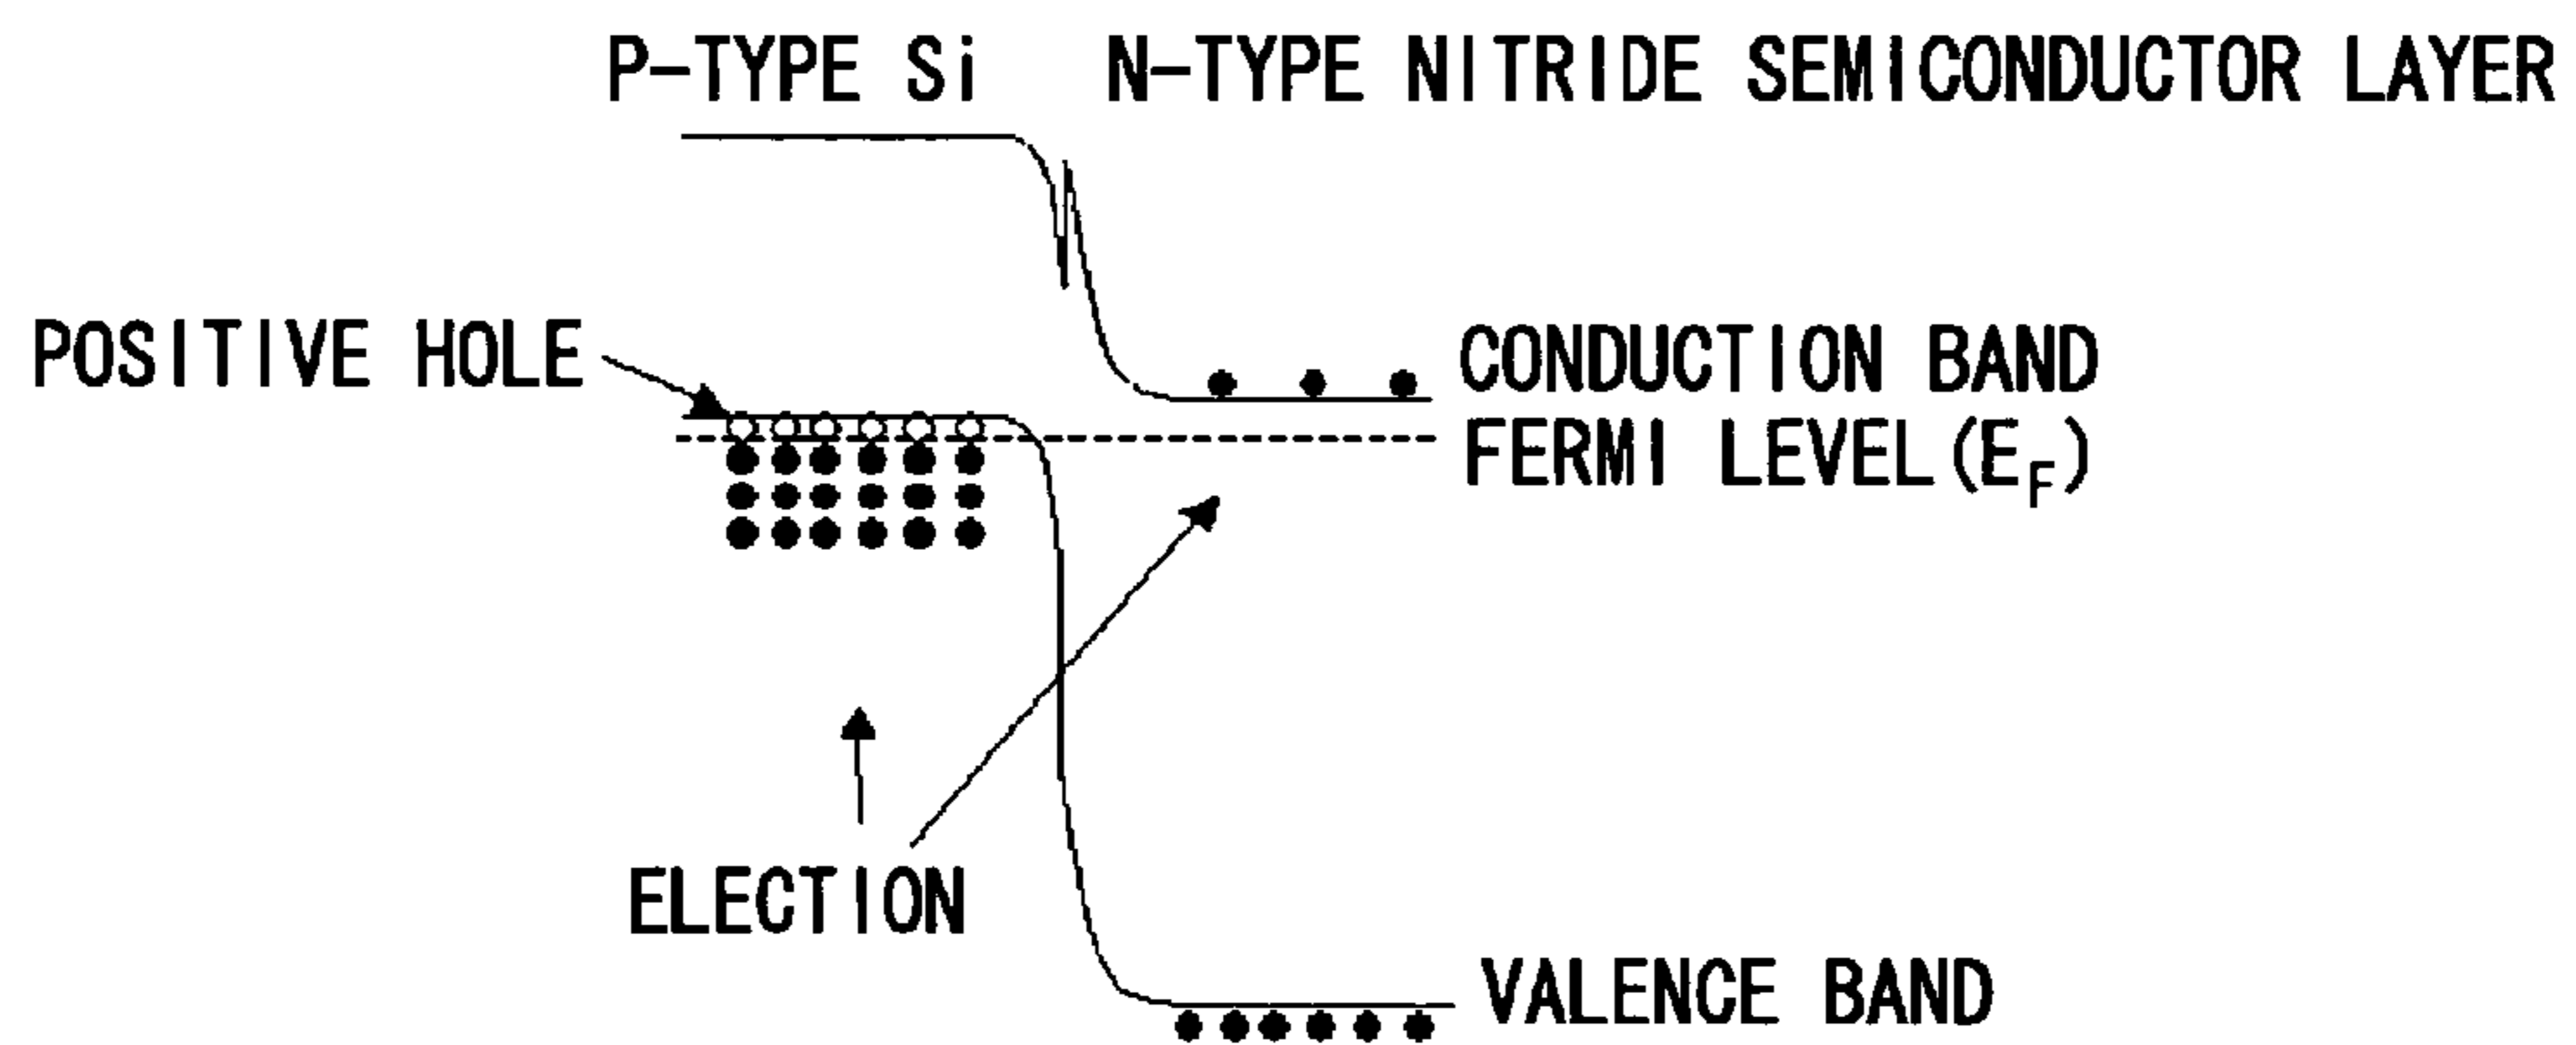 P-TYPE Si
N-TYPE NITRIDE SEMICONDUCTOR LAYER
POSITIVE HOLE
CONDUCTION BAND
FERMI LEVEL(EF)
ELECTION
VALENCE BAND